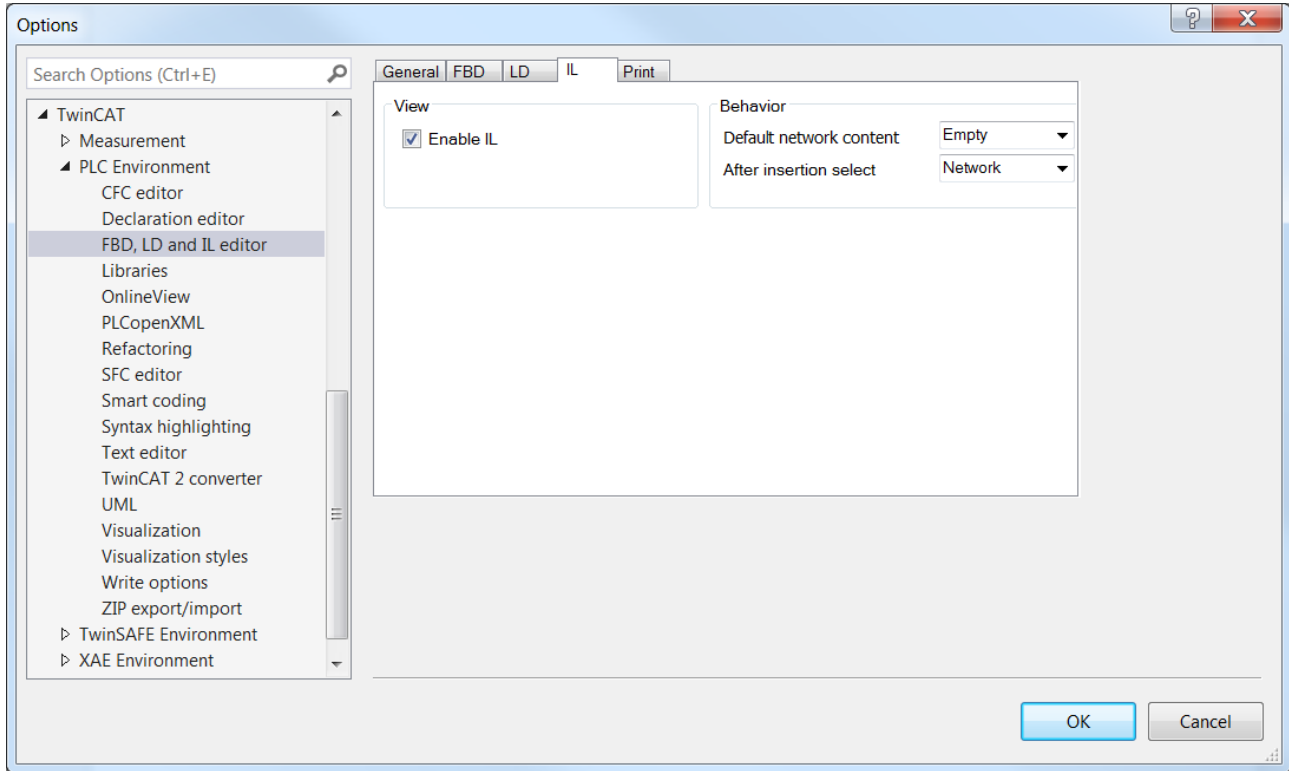 Options
Search Options (Ctrl+E)
TwinCAT
Measurement
PLC Environment
CFC editor
Declaration editor
FBD, LD and IL editor
Libraries
OnlineView
PLCopenXML
Refactoring
SFC editor
Smart coding
Syntax highlighting
Text editor
TwinCAT 2 converter
UML
Visualization
Visualization styles
Write options
ZIP export/import
TwinSAFE Environment
XAE Environment
General FBD LD IL Print
View
Enable IL
Behavior
Default network content Empty
After insertion select Network
OK Cancel